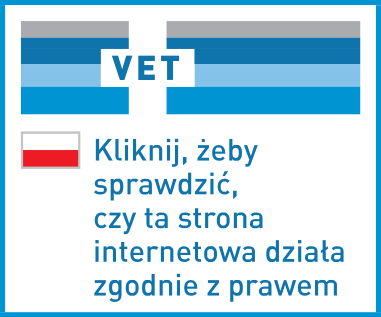 VET
Kliknij, żeby
sprawdzić,
czy ta strona
internetowa działa
zgodnie z prawem